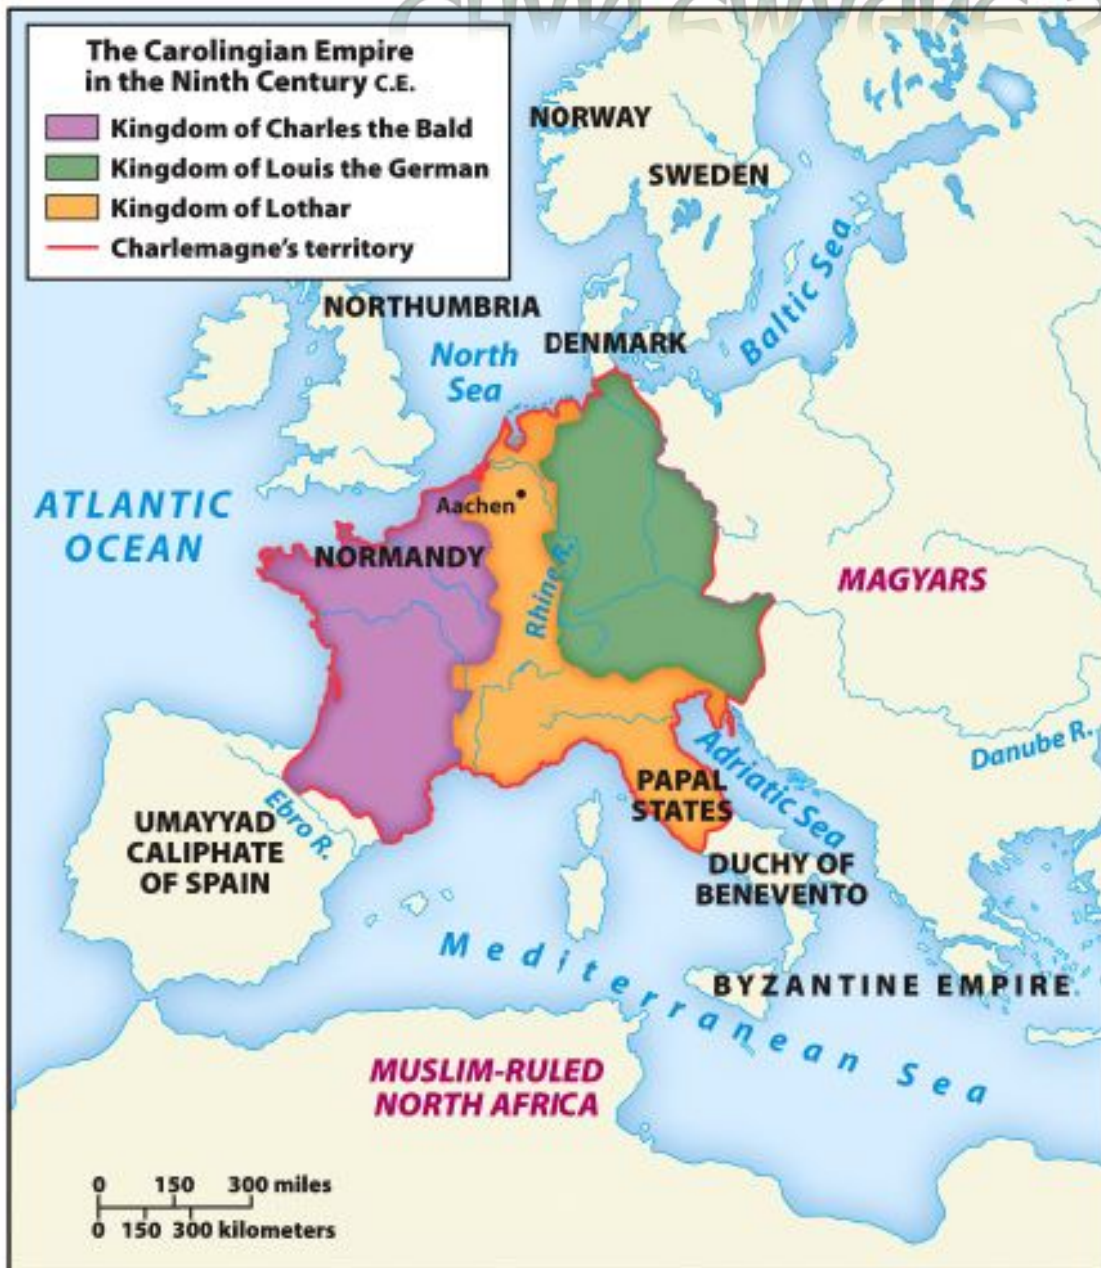 The Carolingian Empire
in the Ninth Century C.E.
Kingdom of Charles the Bald
Kingdom of Louis the German
Kingdom of Lothar
Charlemagne's territory
NORWAY
SWEDEN
NORTHUMBRIA
DENMARK
North
Sea
Baltic Sea
ATLANTIC
OCEAN
Aachen
NORMANDY
Rhine R.
MAGYARS
Danube R.
Adriatic Sea
PAPAL
STATES
Ebro R.
UMAYYAD
CALIPHATE
OF SPAIN
DUCHY OF
BENEVENTO
Mediterranean Sea
BYZANTINE EMPIRE
MUSLIM-RULED
NORTH AFRICA
0 150 300 miles
0 150 300 kilometers